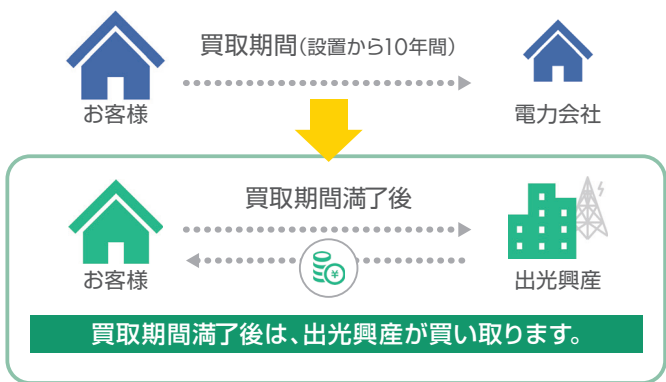 買取期間(設置から10年間)
お客様
電力会社
買取期間満了後
¥
お客様
出光興産
買取期間満了後は、出光興産が買い取ります。